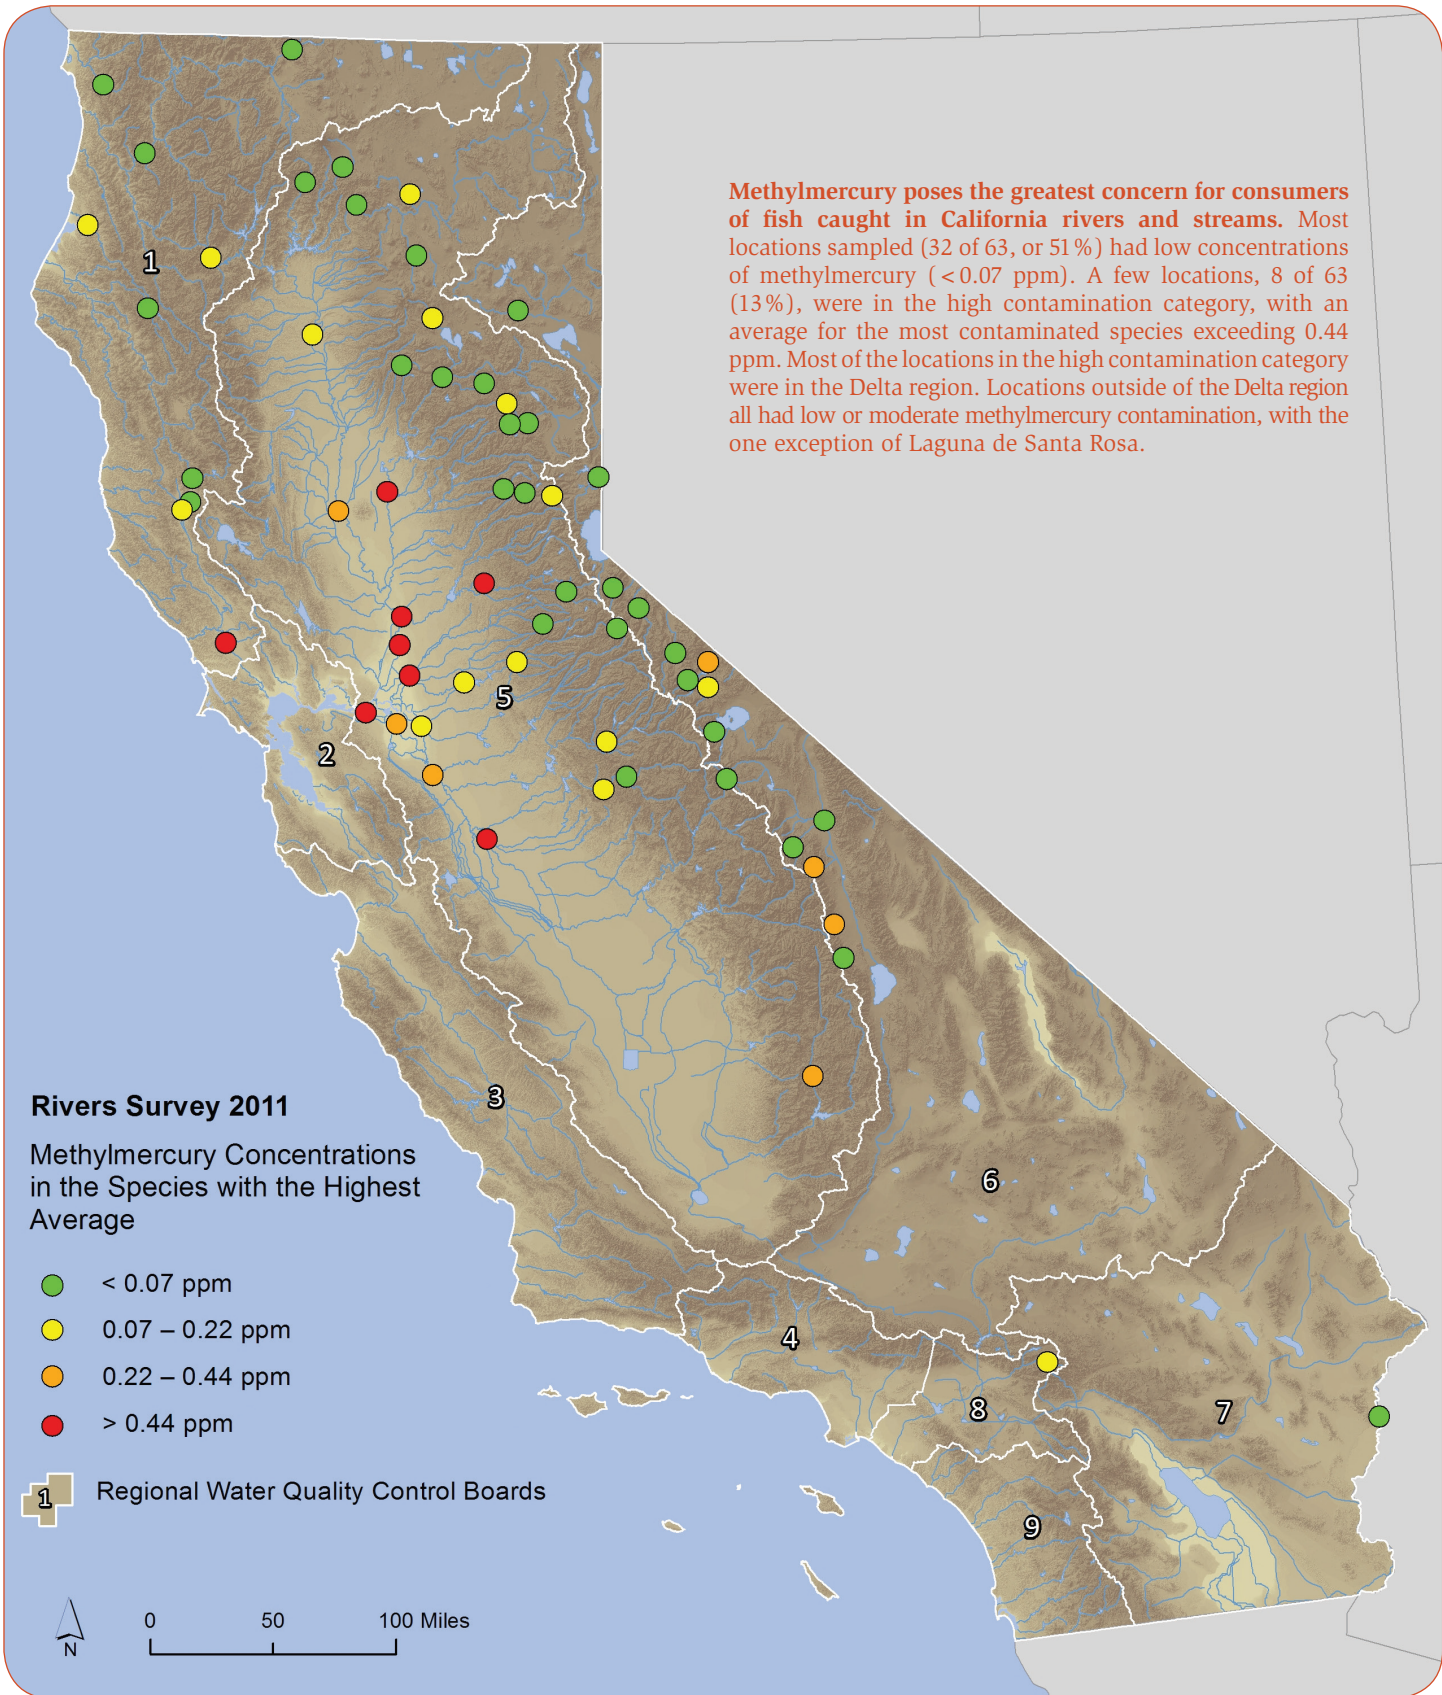 Methylmercury poses the greatest concern for consumers
of fish caught in California rivers and streams. Most
locations sampled (32 of 63, or 51%) had low concentrations
of methylmercury (<0.07 ppm). A few locations, 8 of 63
(13%), were in the high contamination category, with an
average for the most contaminated species exceeding 0.44
ppm. Most of the locations in the high contamination category
were in the Delta region. Locations outside of the Delta region
all had low or moderate methylmercury contamination, with the
one exception of Laguna de Santa Rosa.
1
5
2
3
6
4
8
7
9
Rivers Survey 2011
Methylmercury Concentrations
in the Species with the Highest
Average
< 0.07 ppm
0.07 – 0.22 ppm
0.22 – 0.44 ppm
> 0.44 ppm
1 Regional Water Quality Control Boards
N
0 50 100 Miles